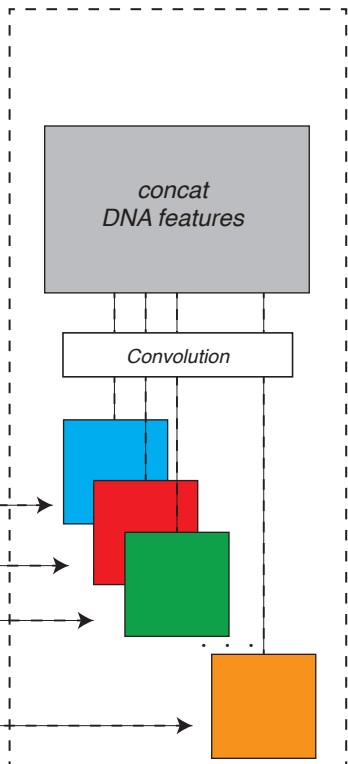 concat
DNA features
Convolution
. . . .